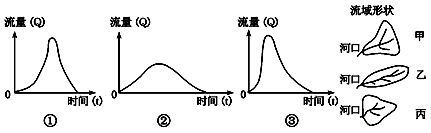 流量(Q)
0
时间(t)
①
流量(Q)
0
时间(t)
②
流量(Q)
0
时间(t)
③
流域形状
河口
甲
河口
乙
河口
丙